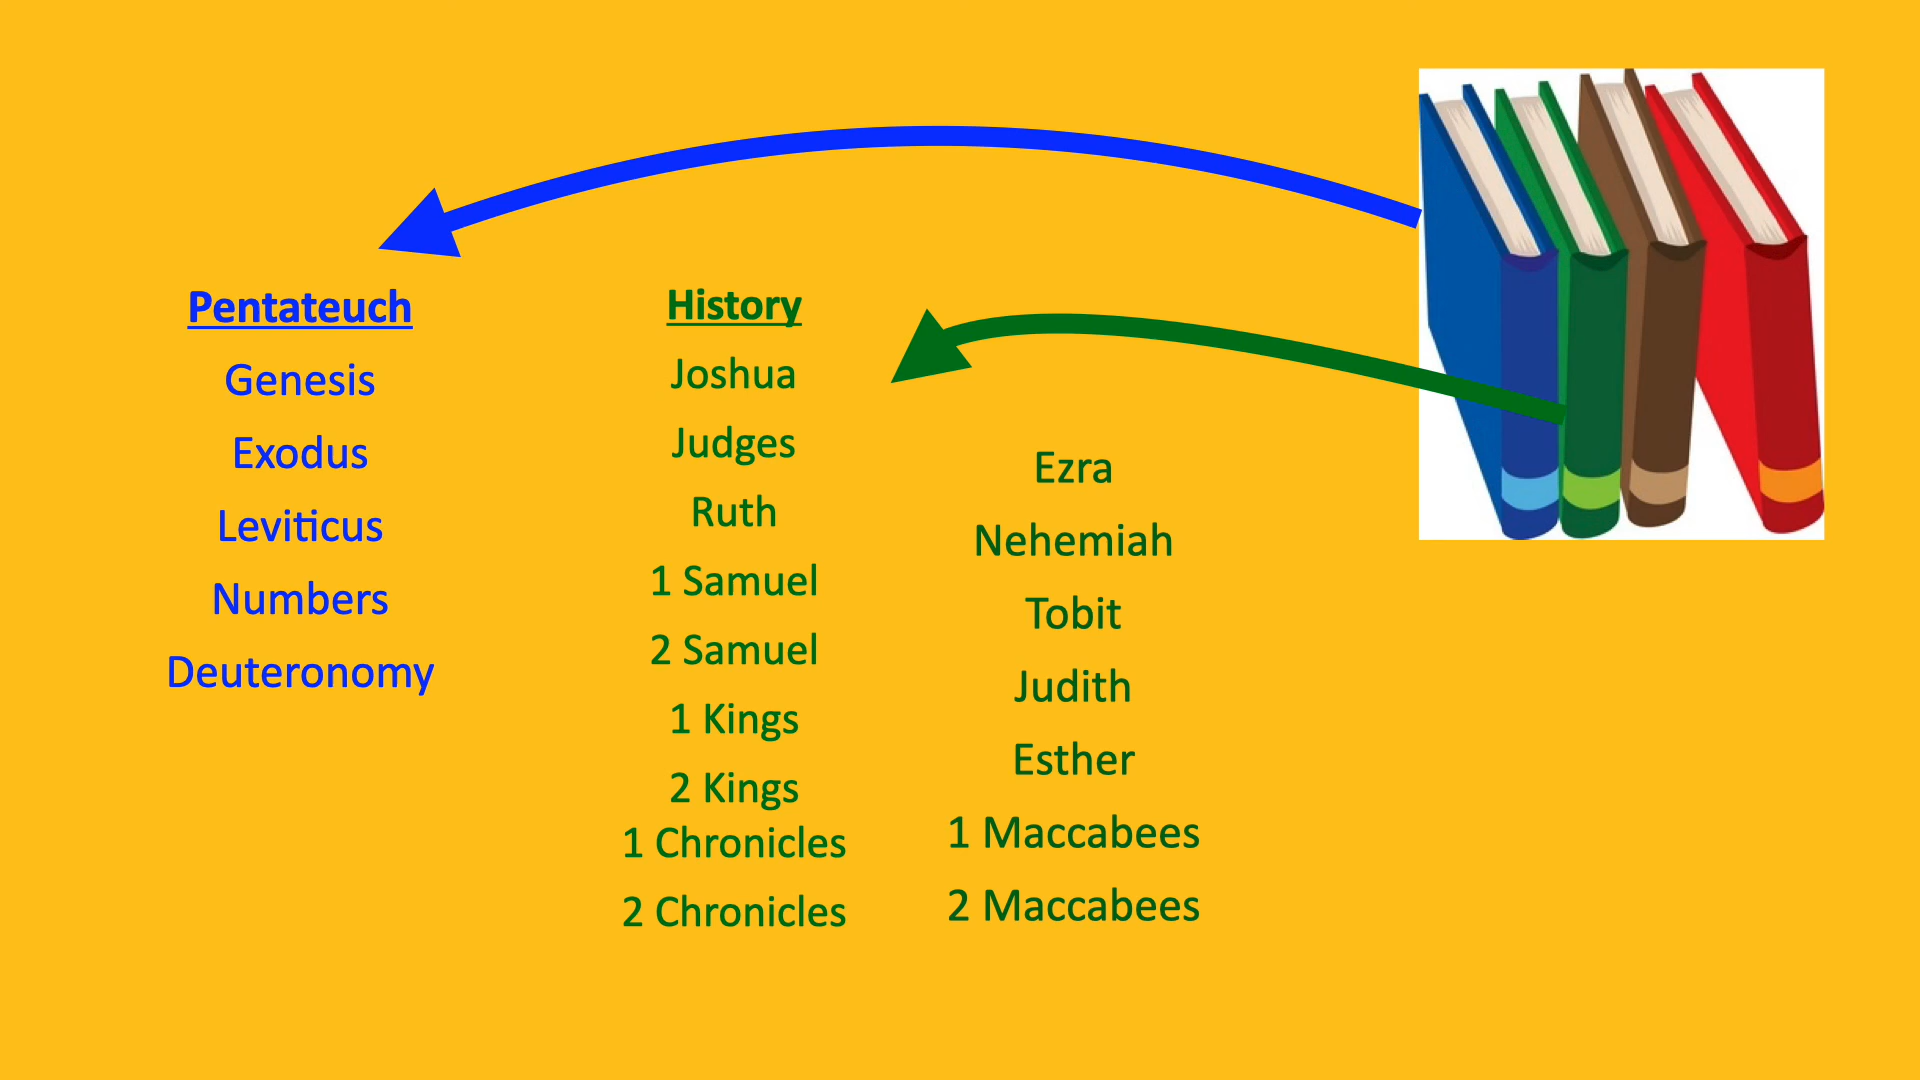 Pentateuch
Genesis
Exodus
Leviticus
Numbers
Deuteronomy
History
Joshua
Judges
Ruth
1 Samuel
2 Samuel
1 Kings
2 Kings
1 Chronicles
2 Chronicles
Ezra
Nehemiah
Tobit
Judith
Esther
1 Maccabees
2 Maccabees